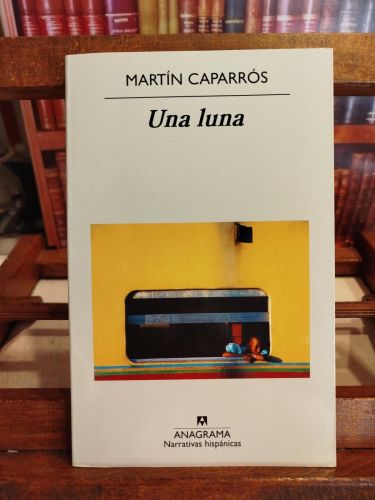 MARTÍN CAPARRÓS
Una luna
ANAGRAMA
Narrativas hispánicas